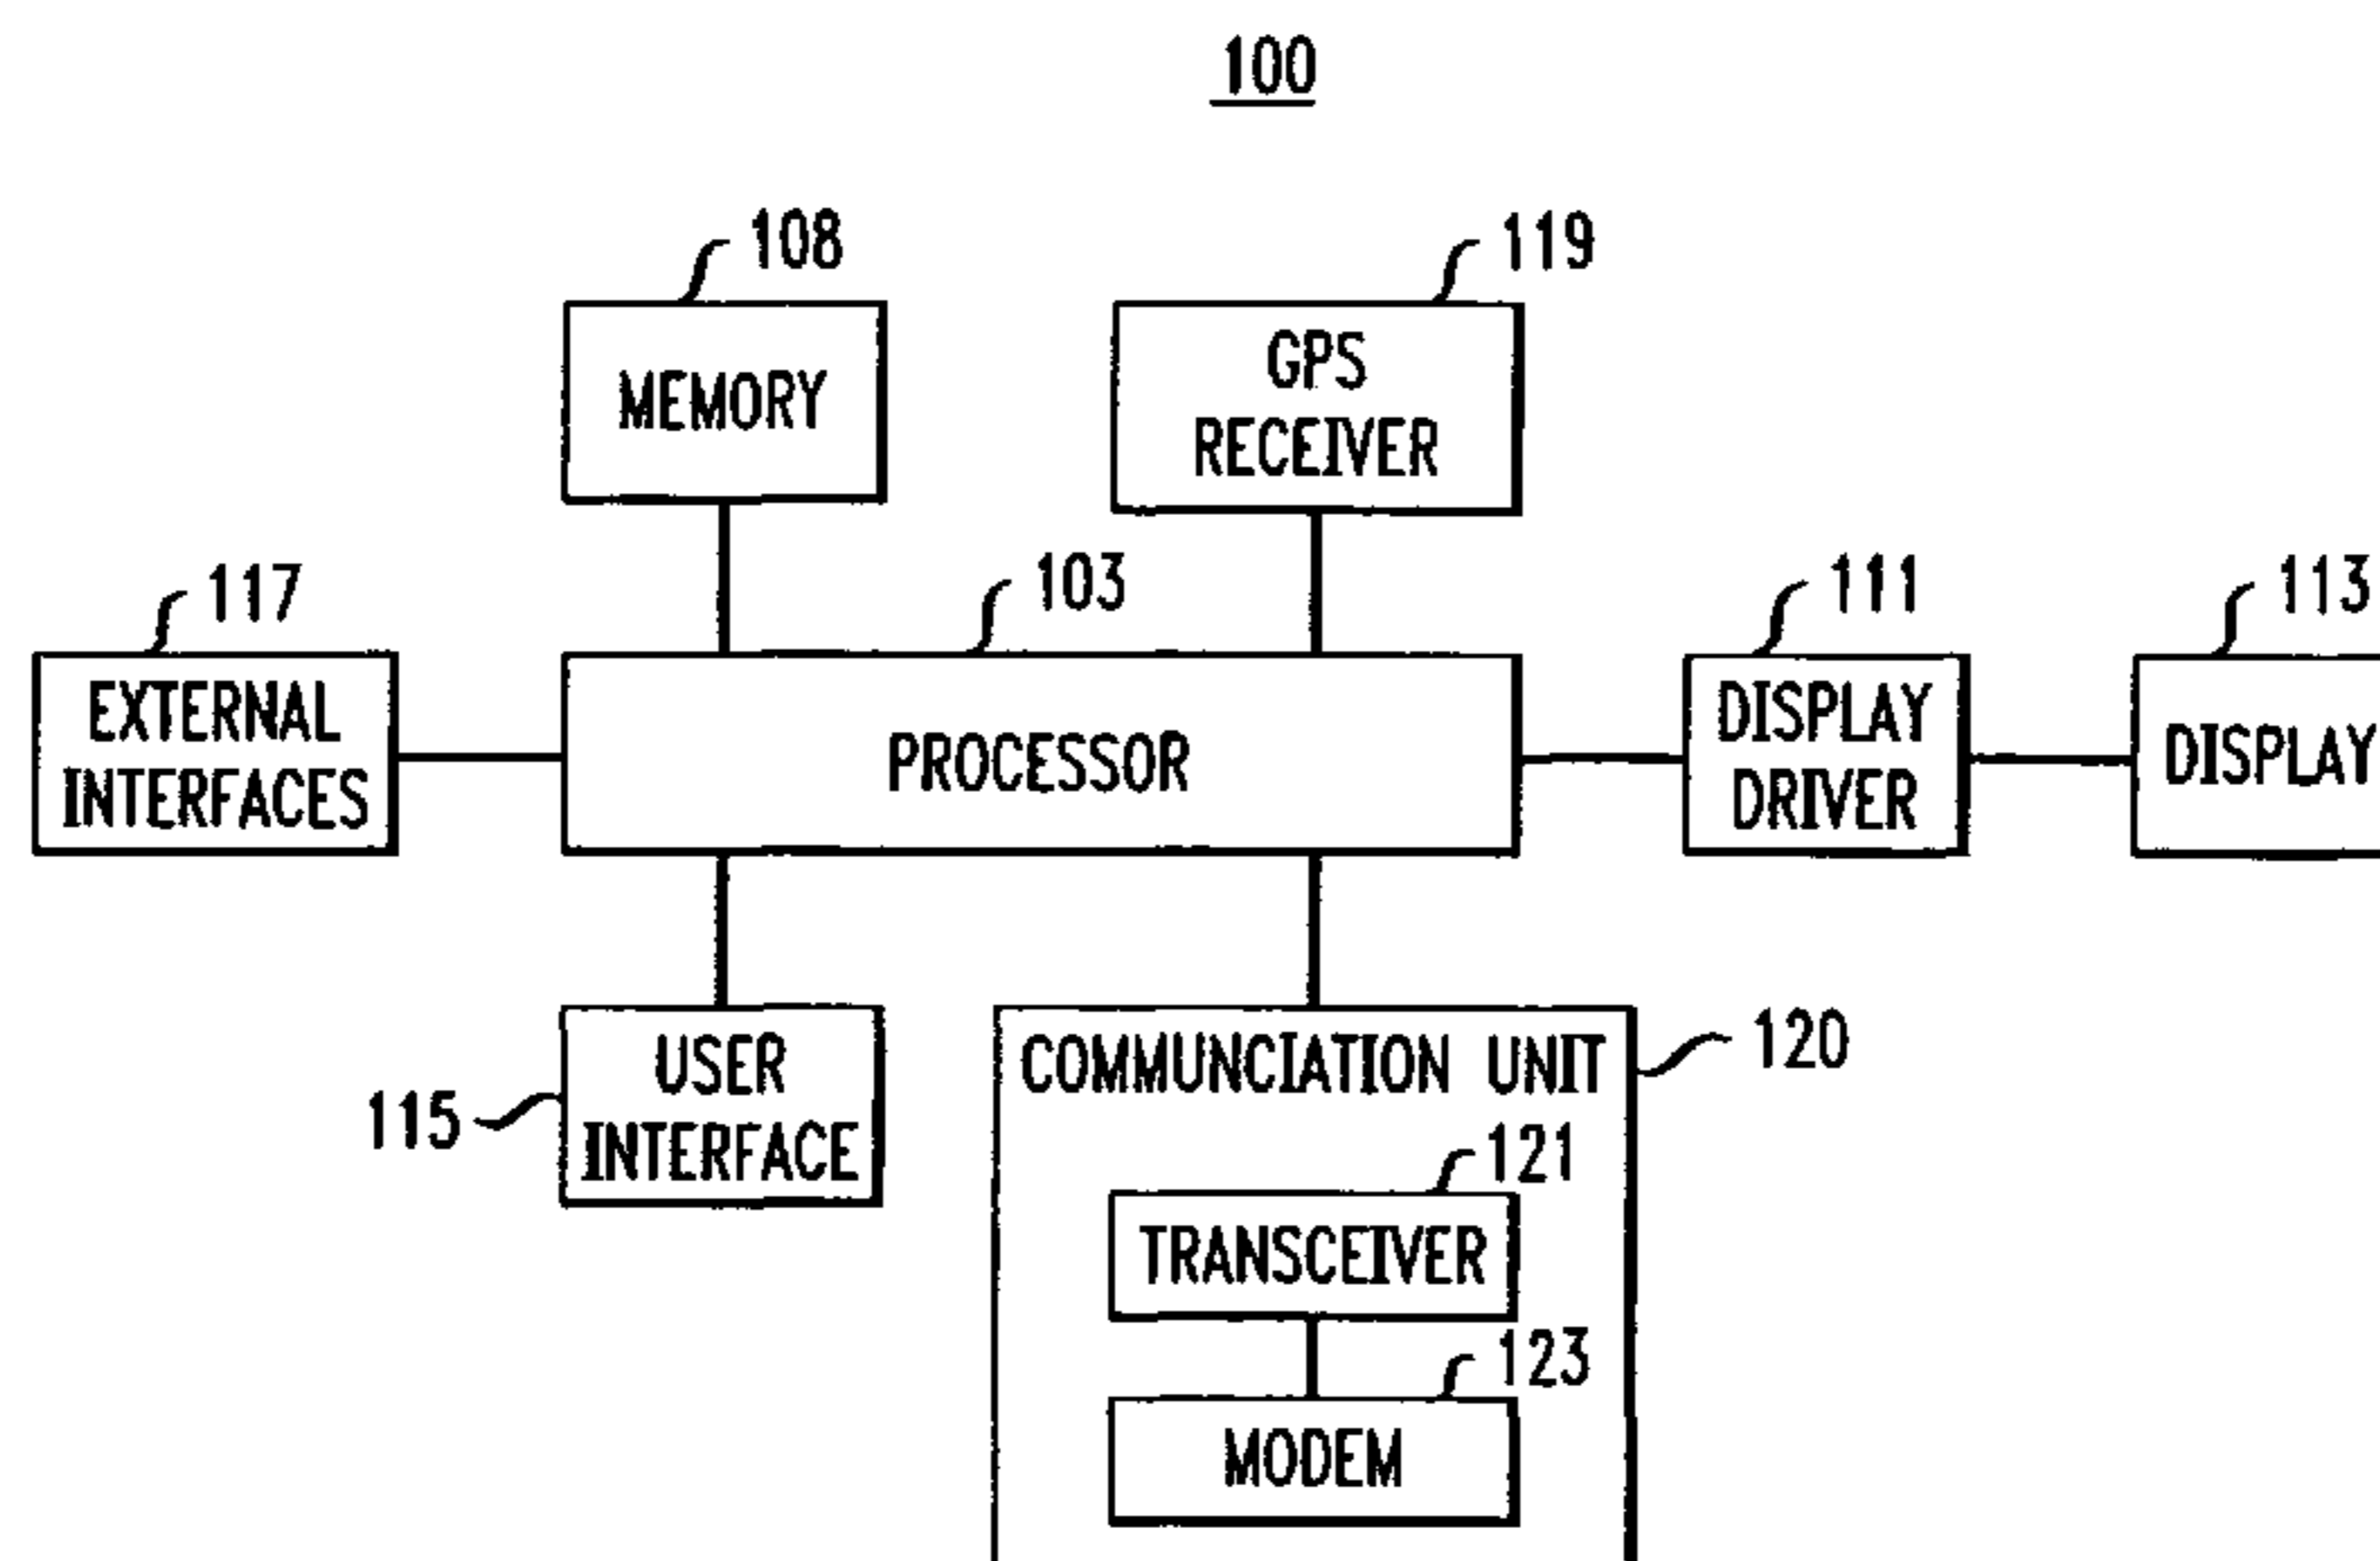 100
108
119
MEMORY
GPS
RECEIVER
117
103
111
113
EXTERNAL
INTERFACES
PROCESSOR
DISPLAY
DRIVER
DISPLAY
115
USER
INTERFACE
COMMUNCIATION UNIT
120
121
TRANSCEIVER
123
MODEM